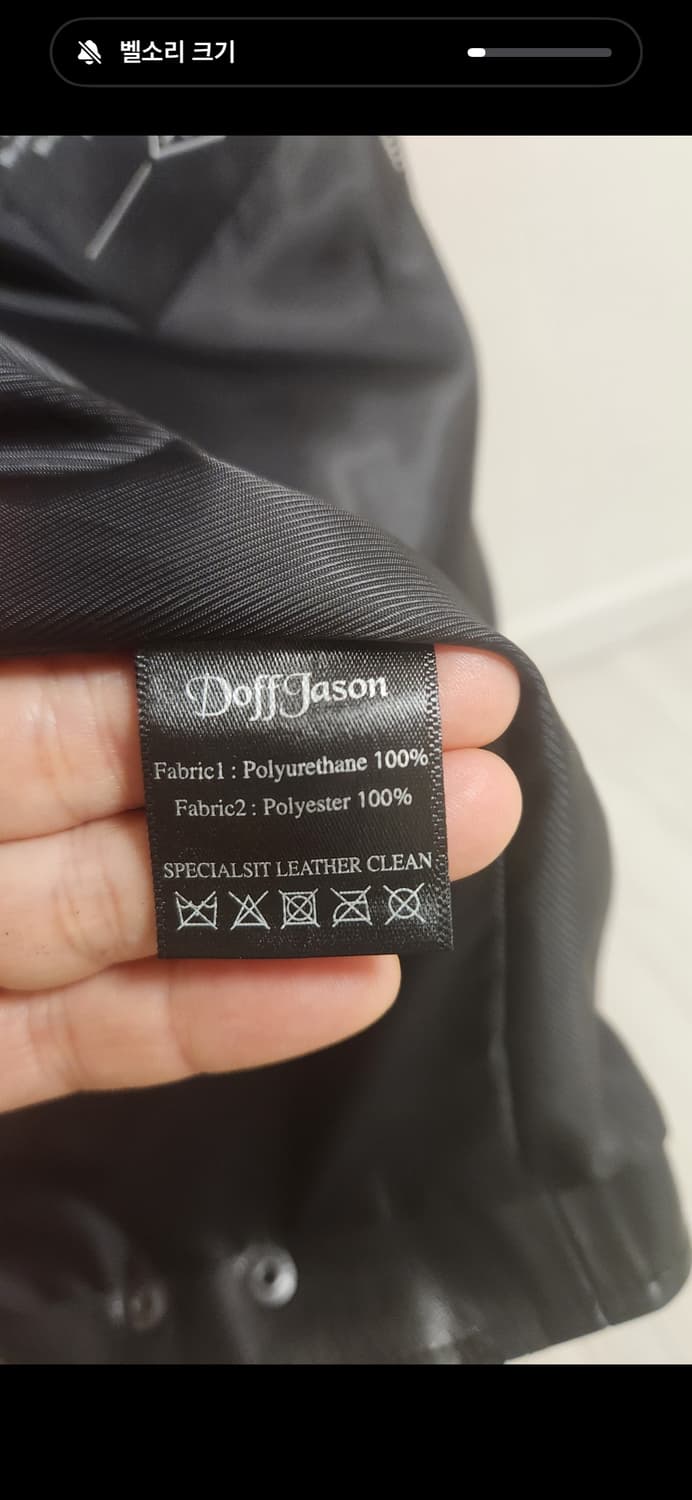 벨소리 크기
DoffJason
Fabric1 : Polyurethane 100%
Fabric2 : Polyester 100%
SPECIALSIT LEATHER CLEAN